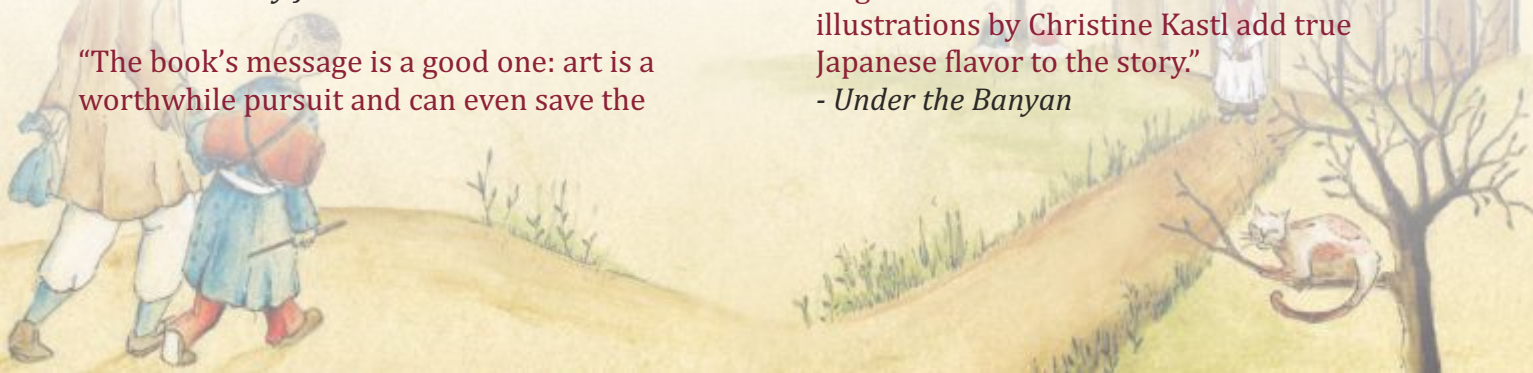 “The book’s message is a good one: art is a
worthwhile pursuit and can even save the
illustrations by Christine Kastl add true
Japanese flavor to the story.”
- Under the Banyan